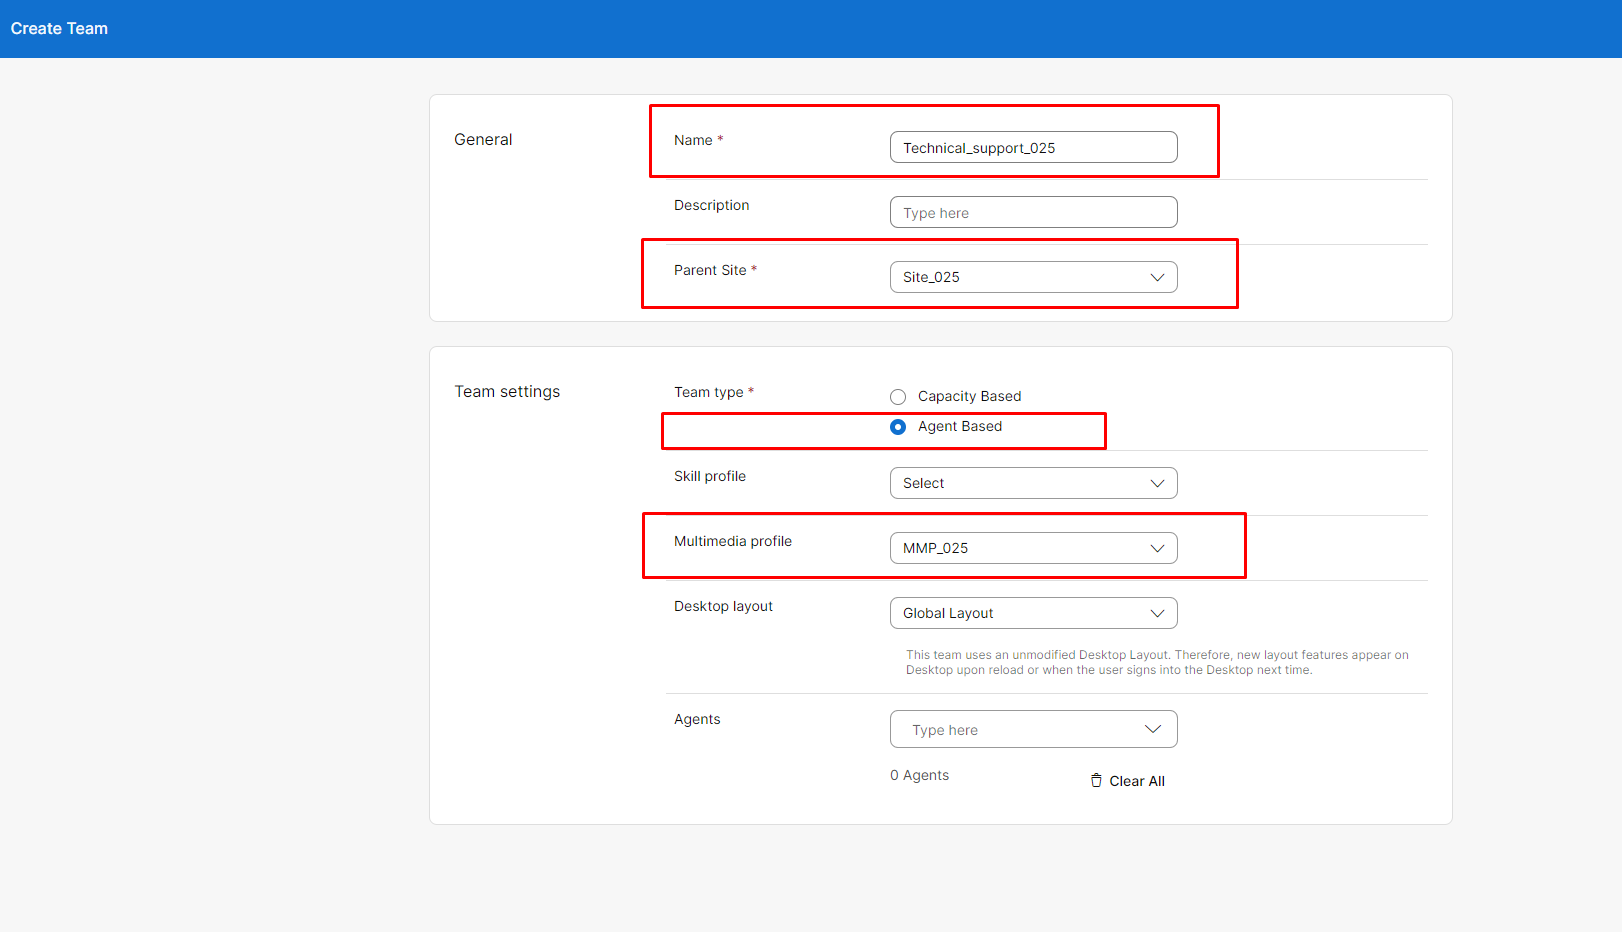 Create Team
General
Name *
Technical_support_025
Description
Type here
Parent Site *
Site_025
Team settings
Team type *
Capacity Based
Agent Based
Skill profile
Select
Multimedia profile
MMP_025
Desktop layout
Global Layout
This team uses an unmodified Desktop Layout. Therefore, new layout features appear on
Desktop upon reload or when the user signs into the Desktop next time.
Agents
Type here
0 Agents
Clear All